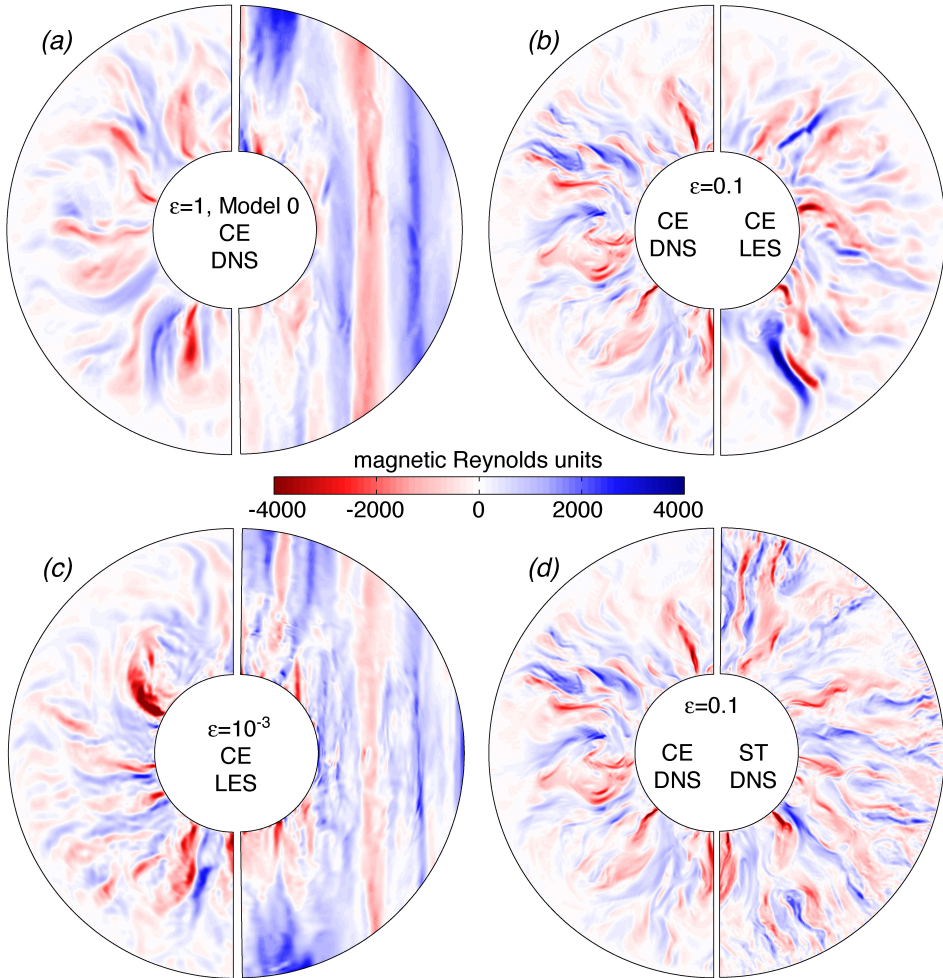 (a)
ε=1, Model 0
CE
DNS
(b)
ε=0.1
CE CE
DNS LES
magnetic Reynolds units
-4000 -2000 0 2000 4000
(c)
ε=10⁻³
CE
LES
(d)
ε=0.1
CE ST
DNS DNS